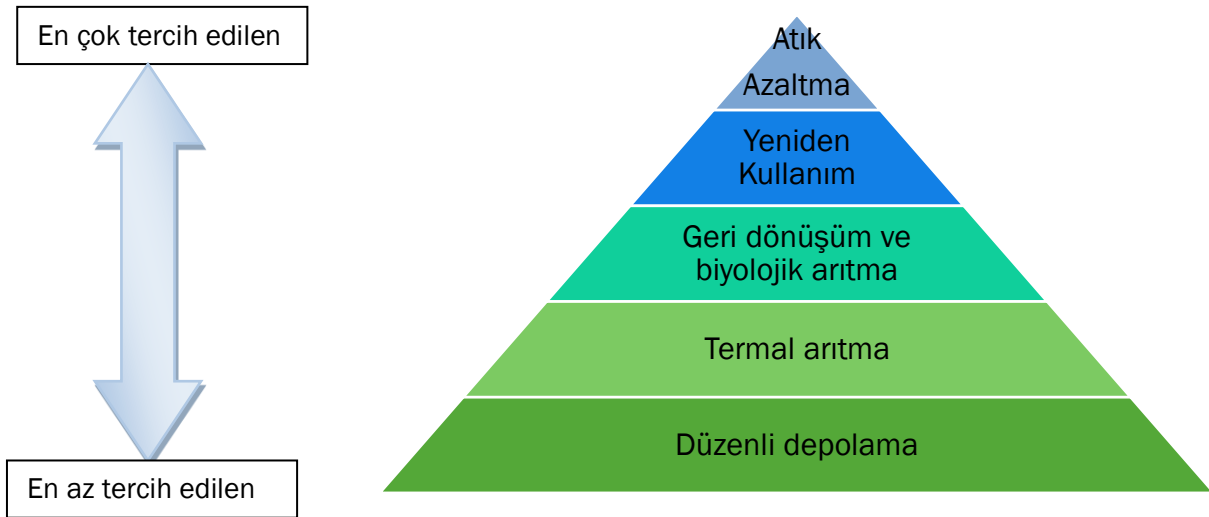 En çok tercih edilen
Atık
Azaltma
Yeniden
Kullanım
Geri dönüşüm ve
biyolojik arıtma
Termal arıtma
Düzenli depolama
En az tercih edilen